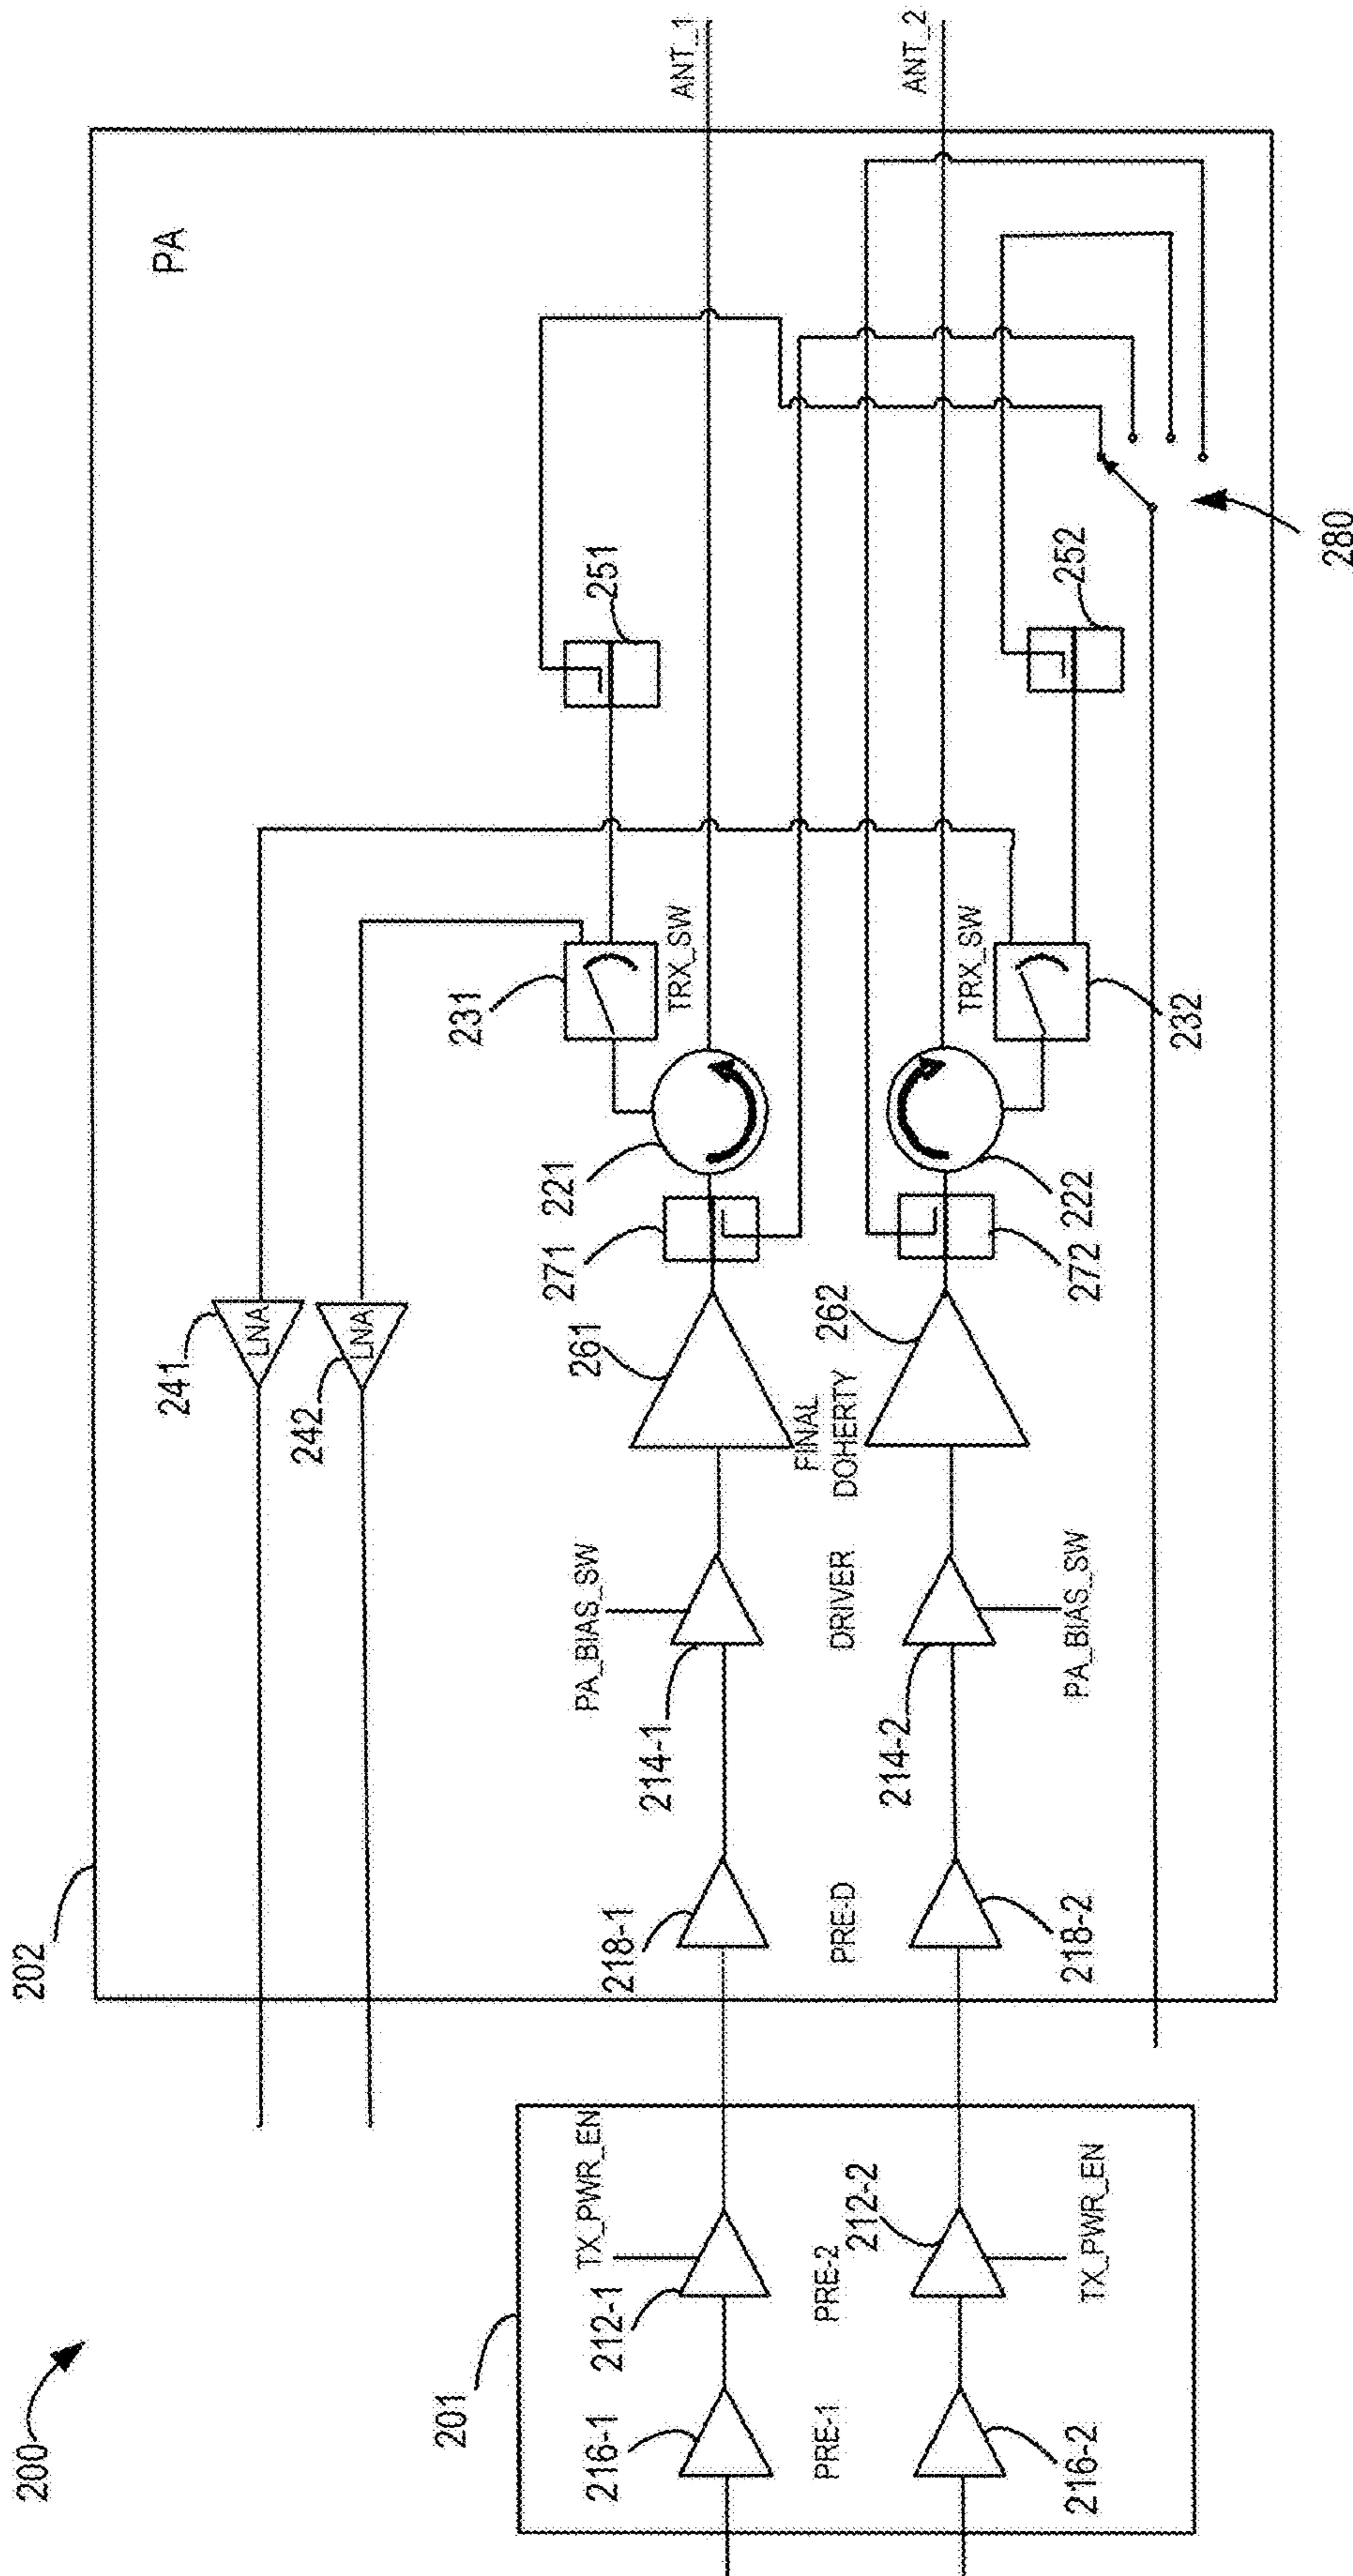 200
202
PA
241
LNA
242
LNA
231
TRX_SW
251
ANT_1
201
TX_PWR_EN
216-1
212-1
218-1
PA_BIAS_SW
214-1
261
271
221
PRE-1
PRE-2
PRE-D
DRIVER
FINAL
DOHERTY
262
TRX_SW
ANT_2
216-2
212-2
TX_PWR_EN
218-2
214-2
PA_BIAS_SW
272
222
232
252
280